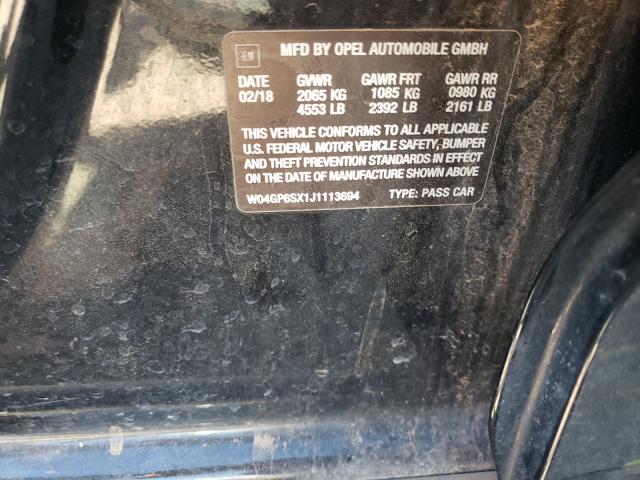 GM
MFD BY OPEL AUTOMOBILE GMBH
DATE GVWR GAWR FRT GAWR RR
02/18 2065 KG 1085 KG 0980 KG
4553 LB 2392 LB 2161 LB
THIS VEHICLE CONFORMS TO ALL APPLICABLE
U.S. FEDERAL MOTOR VEHICLE SAFETY, BUMPER
AND THEFT PREVENTION STANDARDS IN EFFECT
ON THE DATE OF MANUFACTURE SHOWN ABOVE
W04GP6SX1J1113694 TYPE: PASS CAR